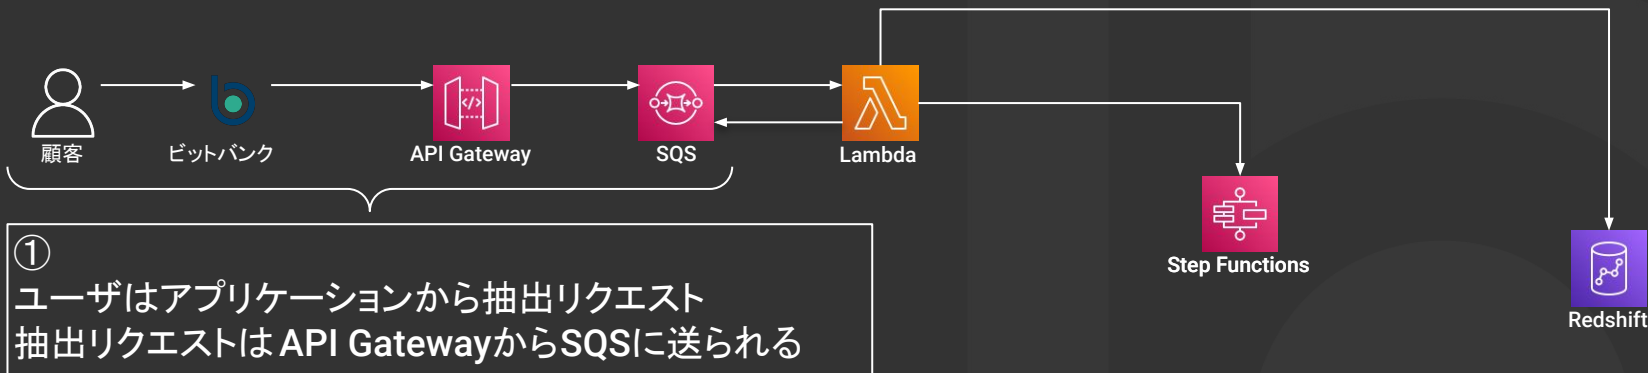 顧客
ビットバンク
API Gateway
SQS
Lambda
Step Functions
Redshift
①
ユーザはアプリケーションから抽出リクエスト
抽出リクエストは API GatewayからSQSに送られる